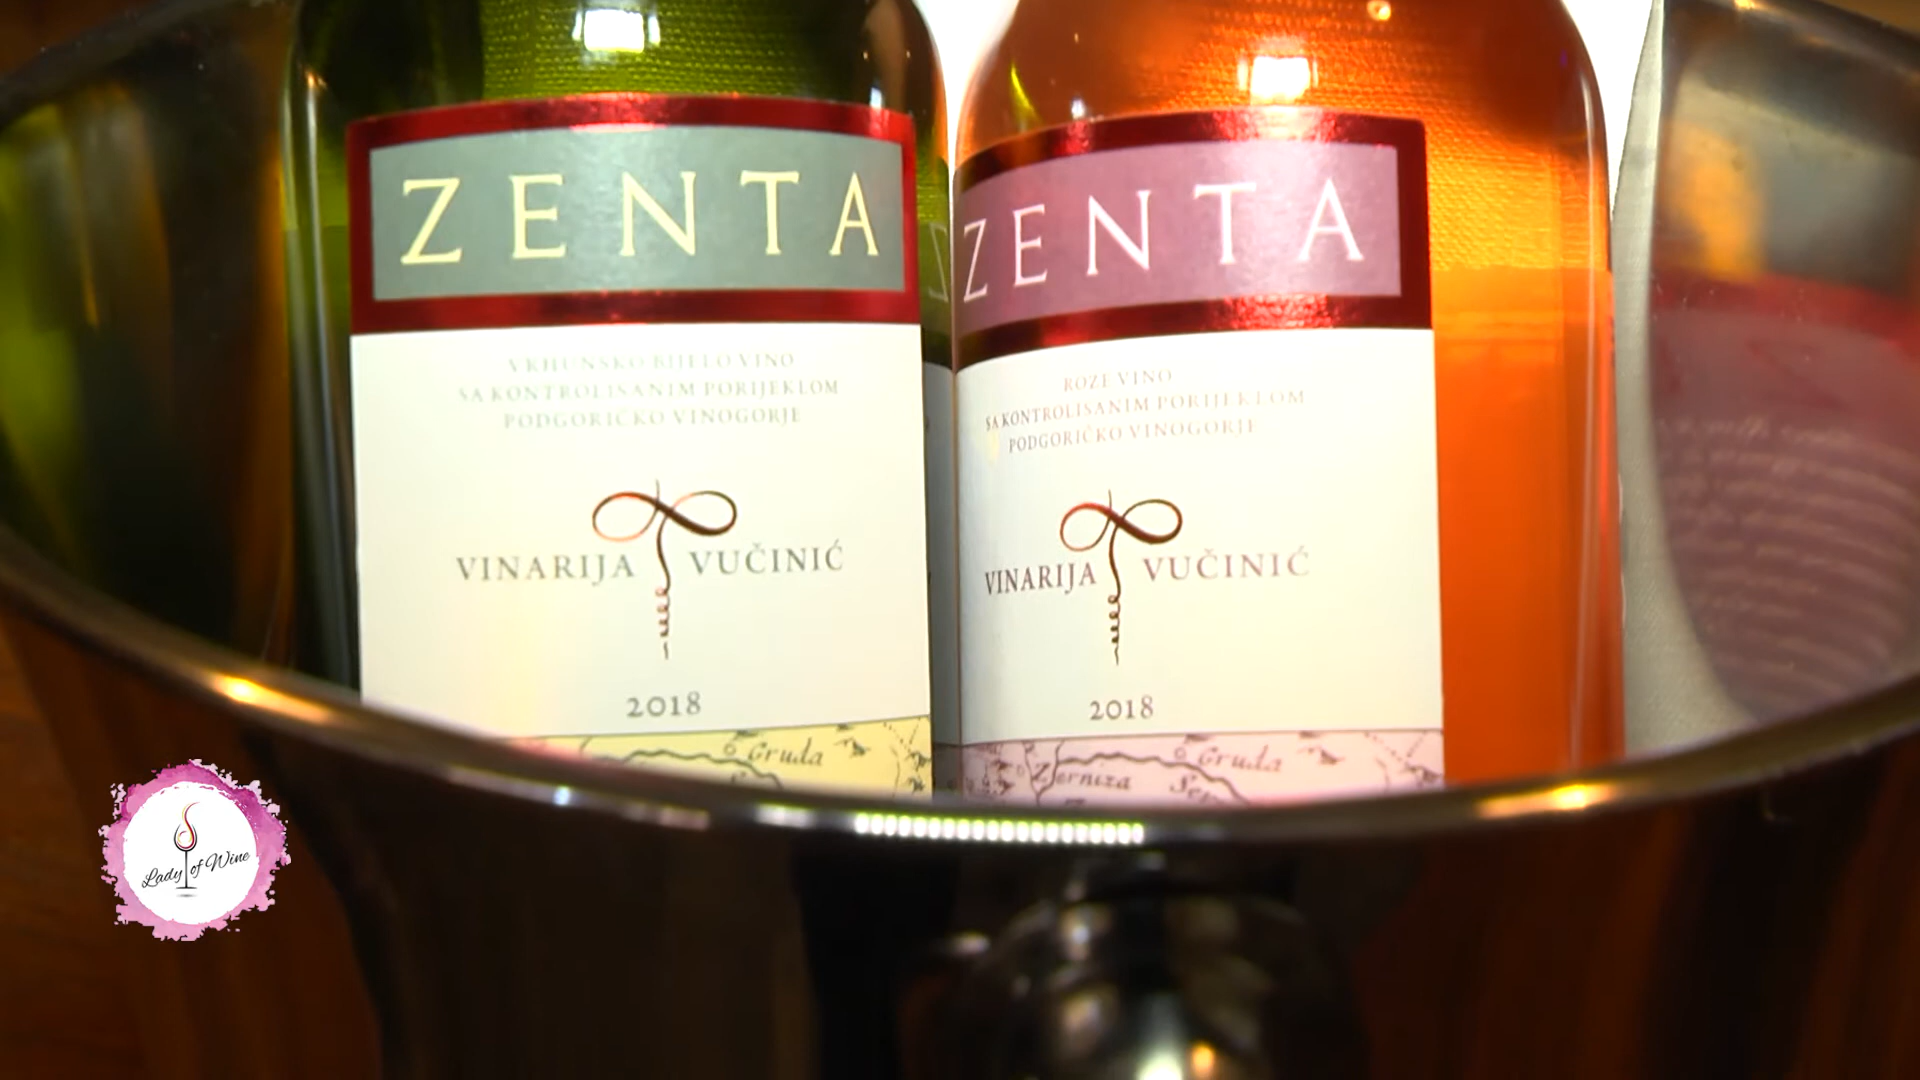 ZENTA
VRHUNSKO BIJELO VINO
SA KONTROLISANIM PORIJEKLOM
PODGORIČKO VINOGORJE
VINARIJA VUČINIĆ
2018
Gruda
ZENTA
ROZE VINO
SA KONTROLISANIM PORIJEKLOM
PODGORIČKO VINOGORJE
VINARIJA VUČINIĆ
2018
Gruda
Zerniza
Lady of Wine